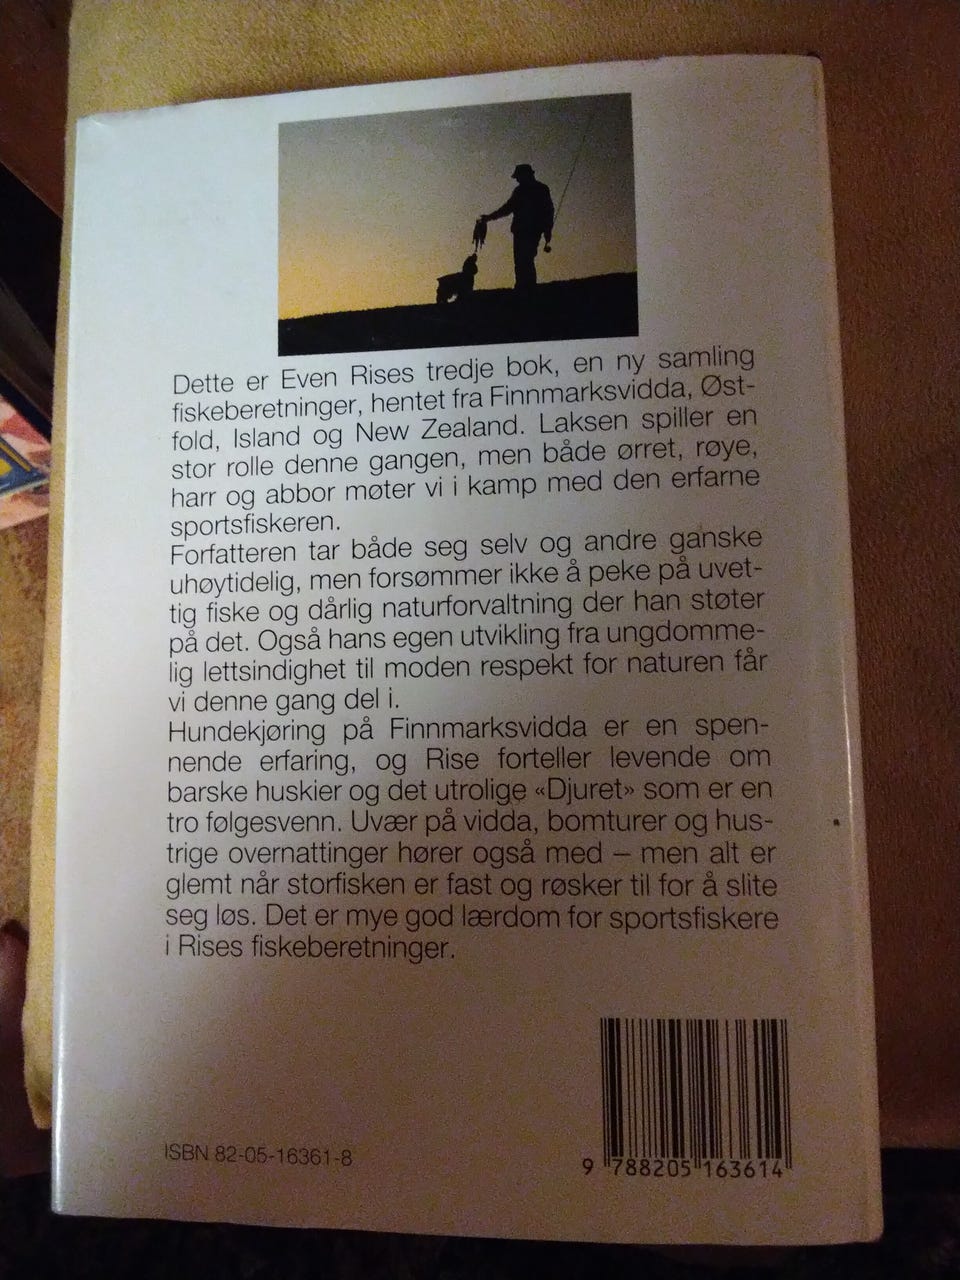 Dette er Even Rises tredje bok, en ny samling
fiskeberetninger, hentet fra Finnmarksvidda, Øst-
fold, Island og New Zealand. Laksen spiller en
stor rolle denne gangen, men både ørret, røye,
harr og abbor møter vi i kamp med den erfarne
sportsfiskeren.
Forfatteren tar både seg selv og andre ganske
uhøytidelig, men forsømmer ikke å peke på uvet-
tig fiske og dårlig naturforvaltning der han støter
på det. Også hans egen utvikling fra ungdomme-
lig lettsindighet til moden respekt for naturen får
vi denne gang del i.
Hundekjøring på Finnmarksvidda er en spen-
nende erfaring, og Rise forteller levende om
barske huskier og det utrolige «Djuret» som er en
tro følgesvenn. Uvær på vidda, bomturer og hus-
trige overnattinger hører også med – men alt er
glemt når storfisken er fast og røsker til for å slite
seg løs. Det er mye god lærdom for sportsfiskere
i Rises fiskeberetninger.
ISBN 82-05-16361-8
9 788205 163614